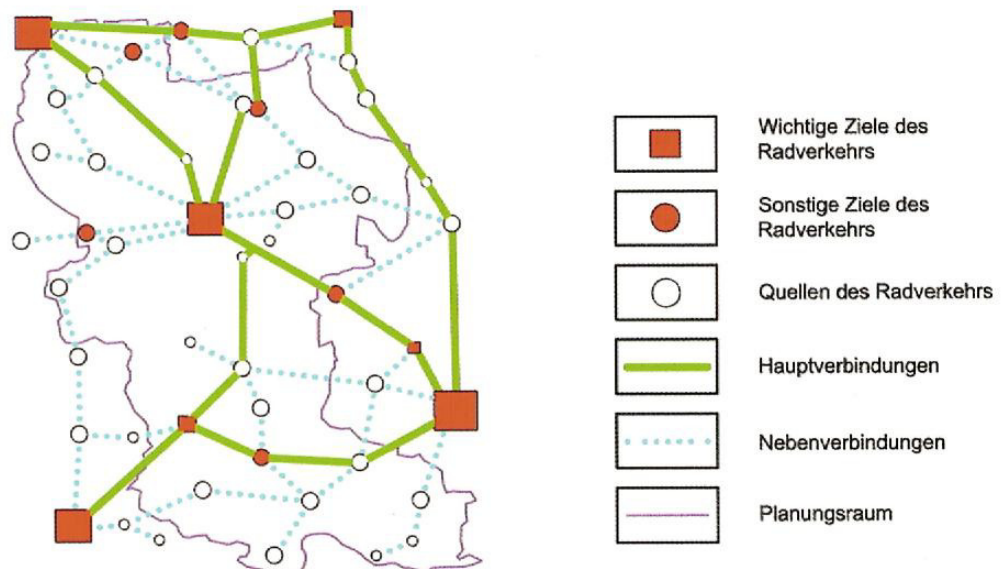 Wichtige Ziele des
Radverkehrs
Sonstige Ziele des
Radverkehrs
Quellen des Radverkehrs
Hauptverbindungen
Nebenverbindungen
Planungsraum